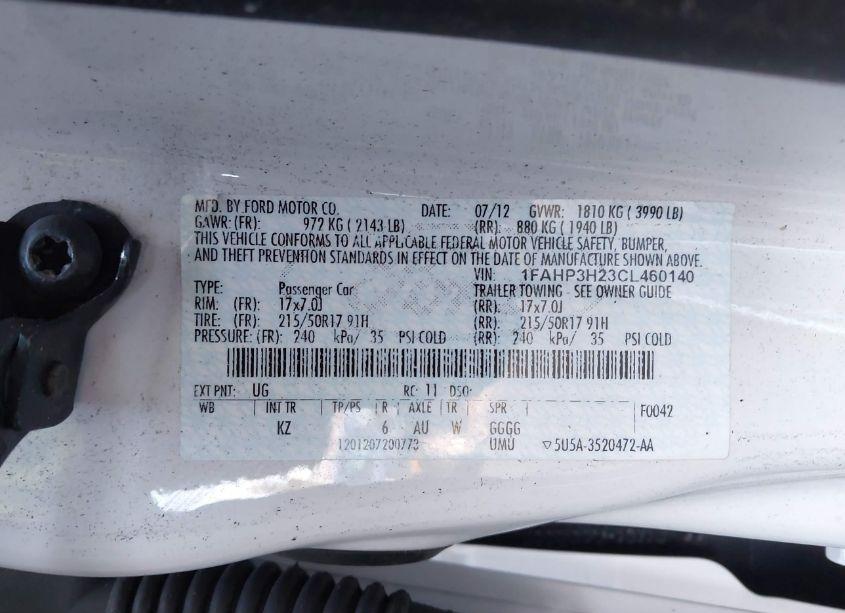 MFD. BY FORD MOTOR CO. DATE: 07/12 GVWR: 1810 KG ( 3990 LB)
GAWR: (FR): 972 KG ( 2143 LB) (RR): 880 KG ( 1940 LB)
THIS VEHICLE CONFORMS TO ALL APPLICABLE FEDERAL MOTOR VEHICLE SAFETY, BUMPER,
AND THEFT PREVENTION STANDARDS IN EFFECT ON THE DATE OF MANUFACTURE SHOWN ABOVE.
VIN: 1FAHP3H23CL460140
TYPE: Passenger Car TRAILER TOWING - SEE OWNER GUIDE
RIM: (FR): 17x7.0J (RR): 17x7.0J
TIRE: (FR): 215/50R17 91H (RR): 215/50R17 91H
PRESSURE: (FR): 240 kPa/ 35 PSI COLD (RR): 240 kPa/ 35 PSI COLD
EXT PNT: UG RC: 11 DSO:
WB INT TR TP/PS R AXLE TR SPR F0042
KZ 6 AU W GGGG
1201207200773 UMU ▽5U5A-3520472-AA